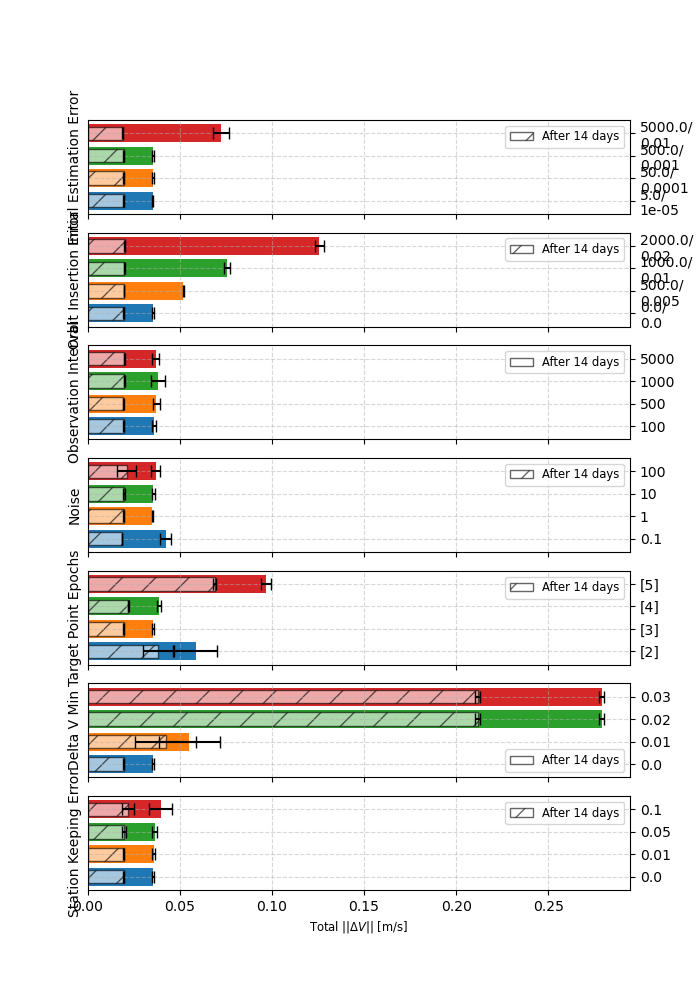 Initial Estimation Error
After 14 days
5000.0/
0.01
500.0/
0.001
50.0/
0.0001
5.0/
1e-05
Orbit Insertion Error
After 14 days
2000.0/
0.02
1000.0/
0.01
500.0/
0.005
0.0/
0.0
Observation Interval
After 14 days
5000
1000
500
100
Noise
After 14 days
100
10
1
0.1
Target Point Epochs
After 14 days
[5]
[4]
[3]
[2]
Delta V Min
After 14 days
0.03
0.02
0.01
0.0
Station Keeping Error
After 14 days
0.1
0.05
0.01
0.0
0.00 0.05 0.10 0.15 0.20 0.25
Total ||ΔV|| [m/s]